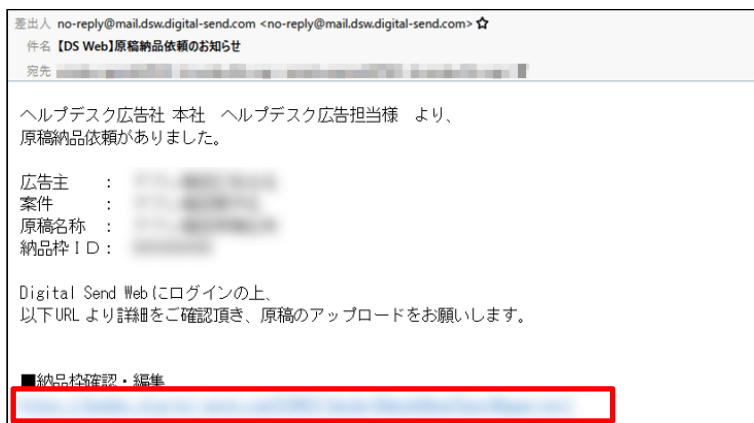 差出人 no-reply@mail.dsw.digital-send.com <no-reply@mail.dsw.digital-send.com>
件名 【DS Web】原稿納品依頼のお知らせ
宛先
ヘルプデスク広告社 本社　ヘルプデスク広告担当様　より、
原稿納品依頼がありました。
広告主　：
案件　：
原稿名称　：
納品枠ＩＤ：
Digital Send Webにログインの上、
以下URLより詳細をご確認頂き、原稿のアップロードをお願いします。
■納品枠確認・編集